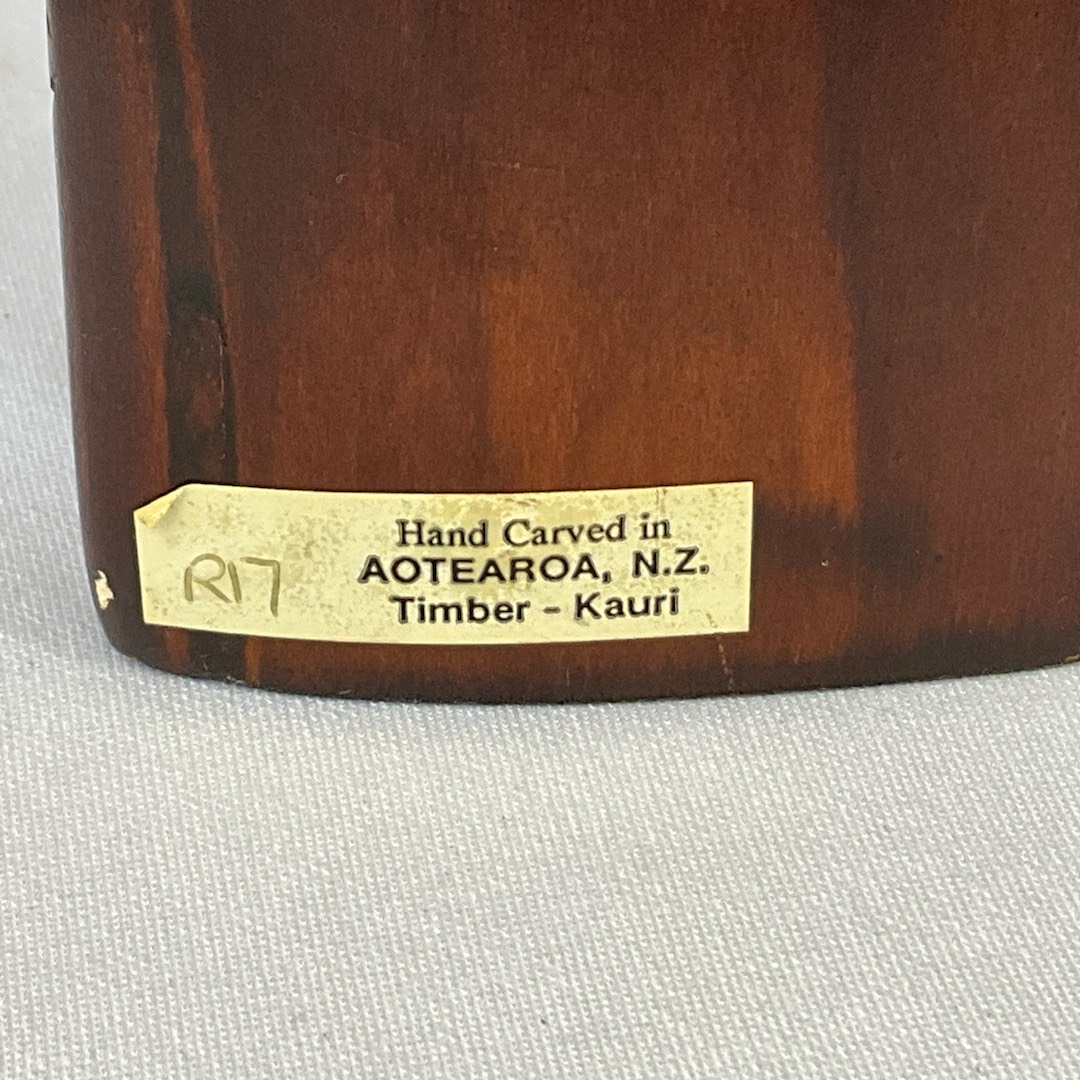 Hand Carved in
AOTEAROA, N.Z.
Timber - Kauri
R17